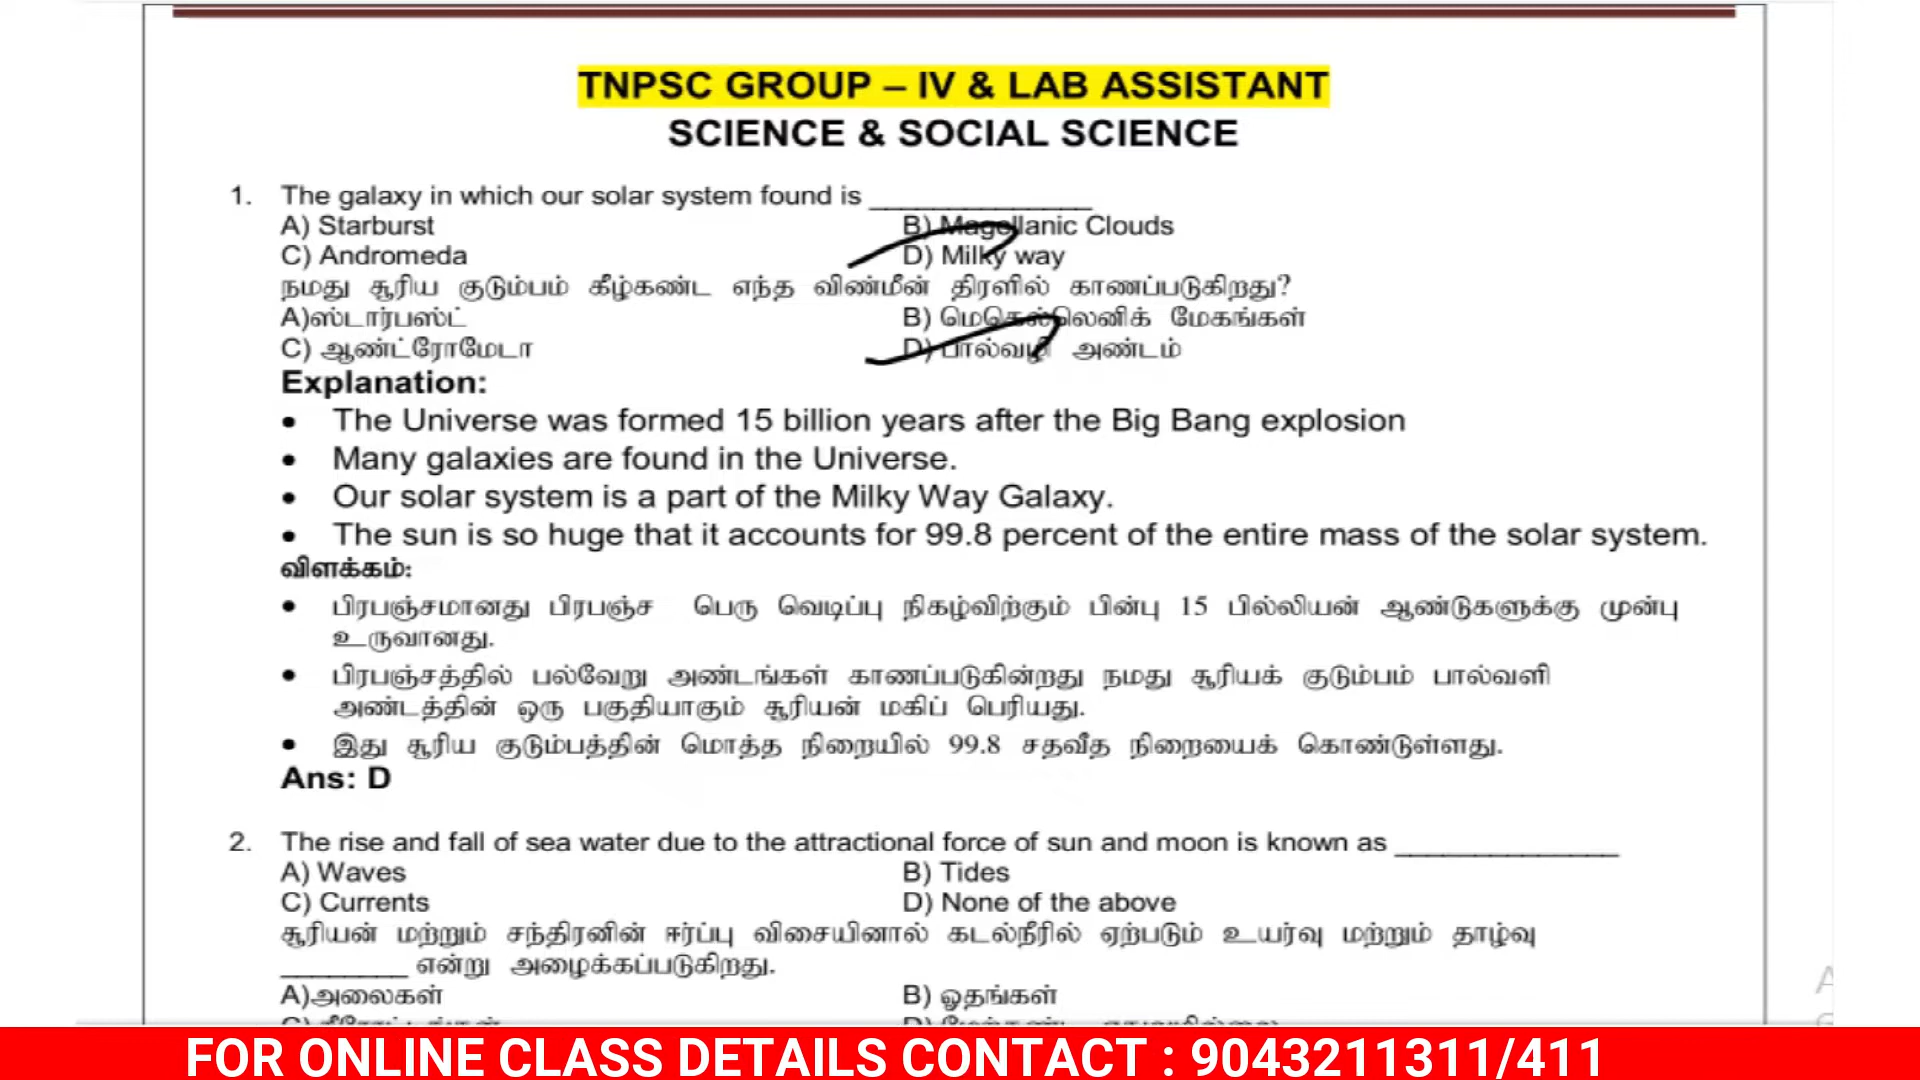 TNPSC GROUP – IV & LAB ASSISTANT
SCIENCE & SOCIAL SCIENCE
1. The galaxy in which our solar system found is _______________
A) Starburst B) Magellanic Clouds
C) Andromeda D) Milky way
நமது சூரிய குடும்பம் கீழ்கண்ட எந்த விண்மீன் திரளில் காணப்படுகிறது?
A)ஸ்டார்பஸ்ட் B) மெகெல்லெனிக் மேகங்கள்
C) ஆண்ட்ரோமேடா D) பால்வழி அண்டம்
Explanation:
• The Universe was formed 15 billion years after the Big Bang explosion
• Many galaxies are found in the Universe.
• Our solar system is a part of the Milky Way Galaxy.
• The sun is so huge that it accounts for 99.8 percent of the entire mass of the solar system.
விளக்கம்:
• பிரபஞ்சமானது பிரபஞ்ச பெரு வெடிப்பு நிகழ்விற்கும் பின்பு 15 பில்லியன் ஆண்டுகளுக்கு முன்பு
உருவானது.
• பிரபஞ்சத்தில் பல்வேறு அண்டங்கள் காணப்படுகின்றது நமது சூரியக் குடும்பம் பால்வளி
அண்டத்தின் ஒரு பகுதியாகும் சூரியன் மகிப் பெரியது.
• இது சூரிய குடும்பத்தின் மொத்த நிறையில் 99.8 சதவீத நிறையைக் கொண்டுள்ளது.
Ans: D
2. The rise and fall of sea water due to the attractional force of sun and moon is known as _______________
A) Waves B) Tides
C) Currents D) None of the above
சூரியன் மற்றும் சந்திரனின் ஈர்ப்பு விசையினால் கடல்நீரில் ஏற்படும் உயர்வு மற்றும் தாழ்வு
_________ என்று அழைக்கப்படுகிறது.
A)அலைகள் B) ஓதங்கள்
FOR ONLINE CLASS DETAILS CONTACT : 9043211311/411